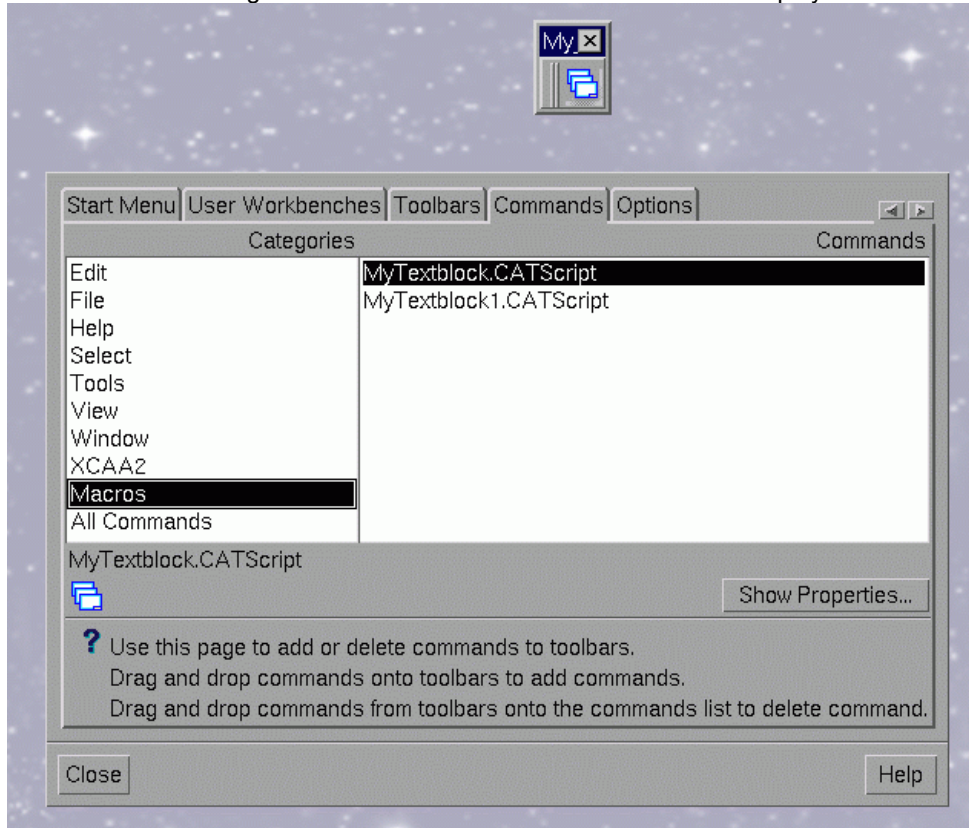 My_
Start Menu User Workbenches Toolbars Commands Options
Categories Commands
Edit
File
Help
Select
Tools
View
Window
XCAA2
Macros
All Commands
MyTextblock.CATScript
MyTextblock1.CATScript
MyTextblock.CATScript
Show Properties...
? Use this page to add or delete commands to toolbars.
Drag and drop commands onto toolbars to add commands.
Drag and drop commands from toolbars onto the commands list to delete command.
Close Help